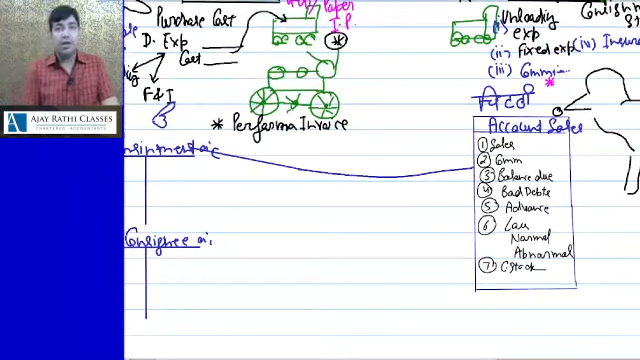 Purchase Cost
D. Exp
Cost
F & I
Paper
I.P.
* Performa Invoice
AJAY RATHI CLASSES
CHARTERED ACCOUNTANTS
Unloading
(i) exp
(ii) fixed exp
(iii) Comm
(iv) Insura
चिट्ठी
Account Sales
① Sales
② Comm
③ Balance due
④ Bad Debts
⑤ Advance
⑥ Loss
Normal
Abnormal
⑦ C stock
Consignee a/c